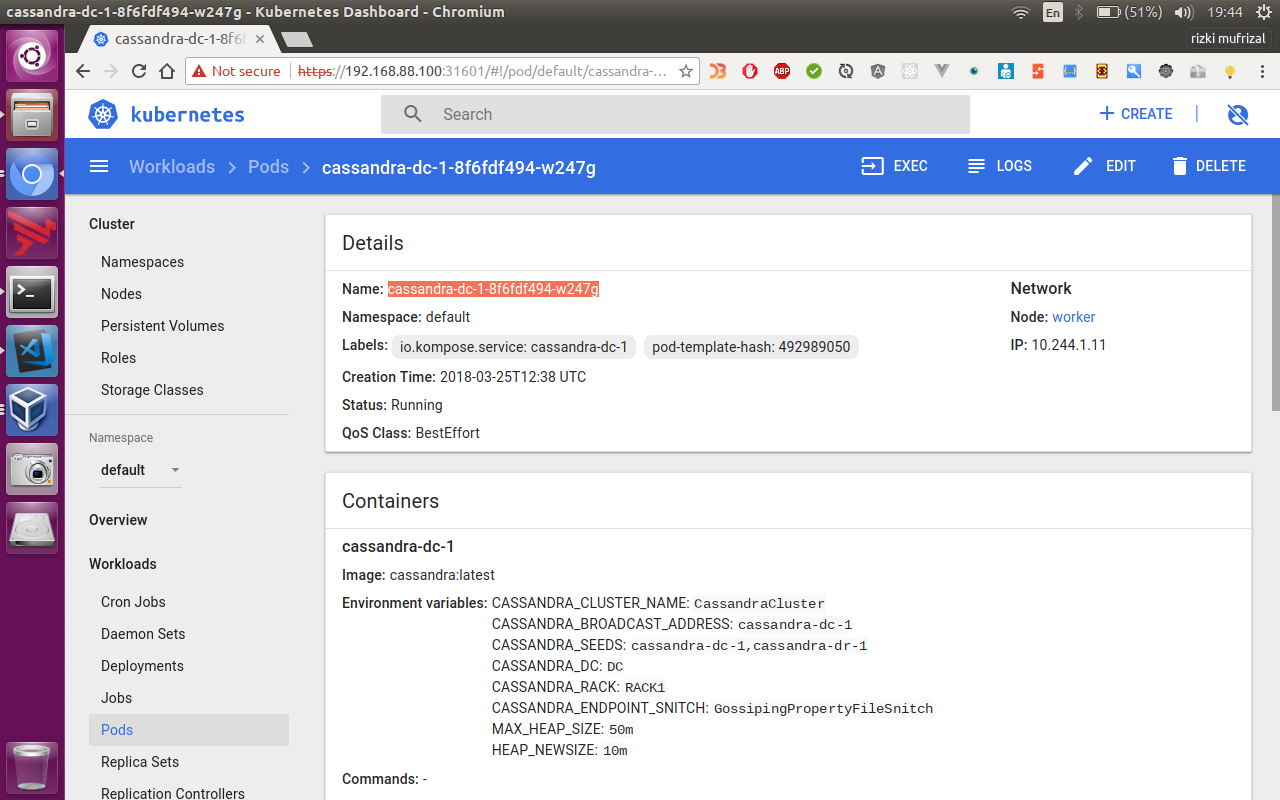 cassandra-dc-1-8f6fdf494-w247g - Kubernetes Dashboard - Chromium
En (51%) 19:44
cassandra-dc-1-8f6f
rizki mufrizal
Not secure https://192.168.88.100:31601/#!/pod/default/cassandra-...
ABP
kubernetes
Search
CREATE
Workloads
Pods
cassandra-dc-1-8f6fdf494-w247g
EXEC
LOGS
EDIT
DELETE
Cluster
Namespaces
Nodes
Persistent Volumes
Roles
Storage Classes
Namespace
default
Overview
Workloads
Cron Jobs
Daemon Sets
Deployments
Jobs
Pods
Replica Sets
Replication Controllers
Details
Name: cassandra-dc-1-8f6fdf494-w247g
Namespace: default
Labels: io.kompose.service: cassandra-dc-1 pod-template-hash: 492989050
Creation Time: 2018-03-25T12:38 UTC
Status: Running
QoS Class: BestEffort
Network
Node: worker
IP: 10.244.1.11
Containers
cassandra-dc-1
Image: cassandra:latest
Environment variables: CASSANDRA_CLUSTER_NAME: CassandraCluster
CASSANDRA_BROADCAST_ADDRESS: cassandra-dc-1
CASSANDRA_SEEDS: cassandra-dc-1,cassandra-dr-1
CASSANDRA_DC: DC
CASSANDRA_RACK: RACK1
CASSANDRA_ENDPOINT_SNITCH: GossipingPropertyFileSnitch
MAX_HEAP_SIZE: 50m
HEAP_NEWSIZE: 10m
Commands: -